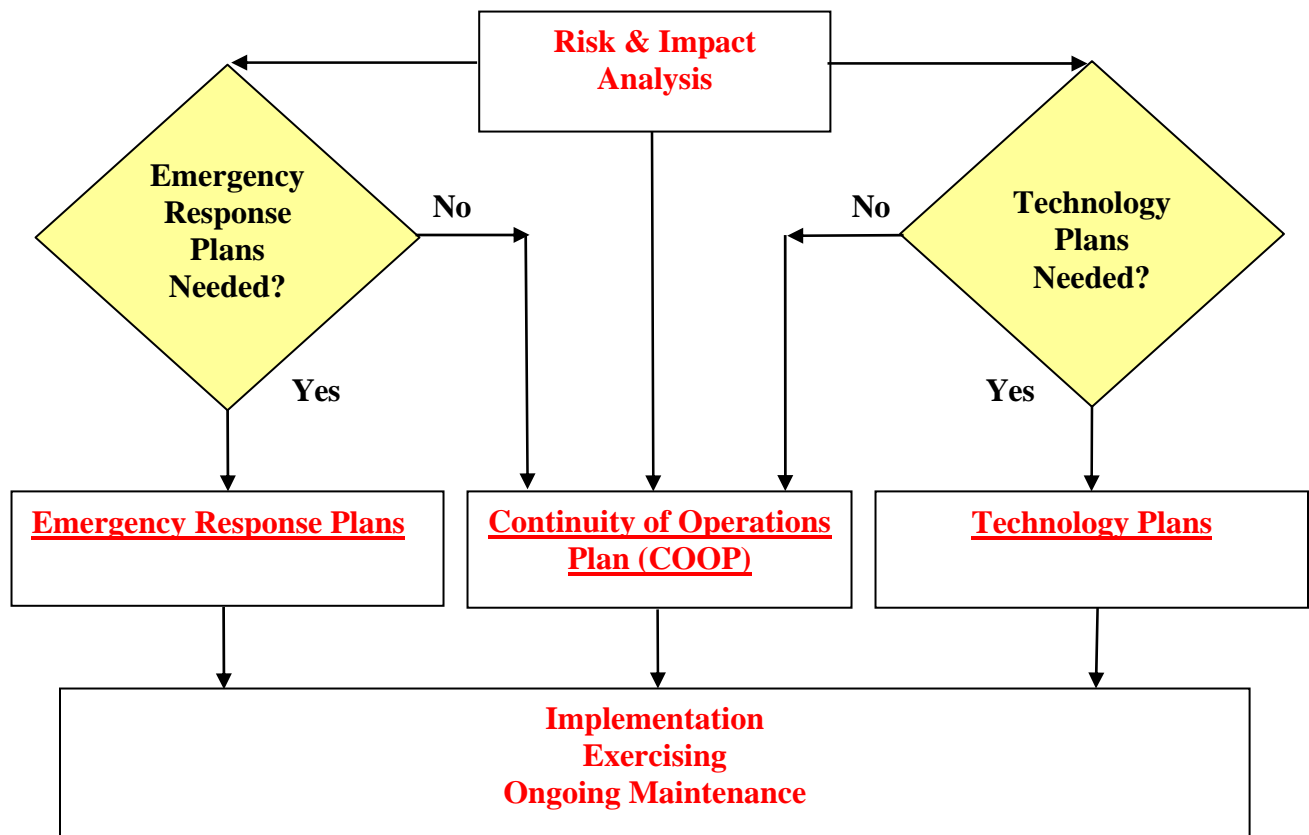 Risk & Impact
Analysis
Emergency
Response
Plans
Needed?
No
No
Technology
Plans
Needed?
Yes
Yes
Emergency Response Plans
Continuity of Operations
Plan (COOP)
Technology Plans
Implementation
Exercising
Ongoing Maintenance